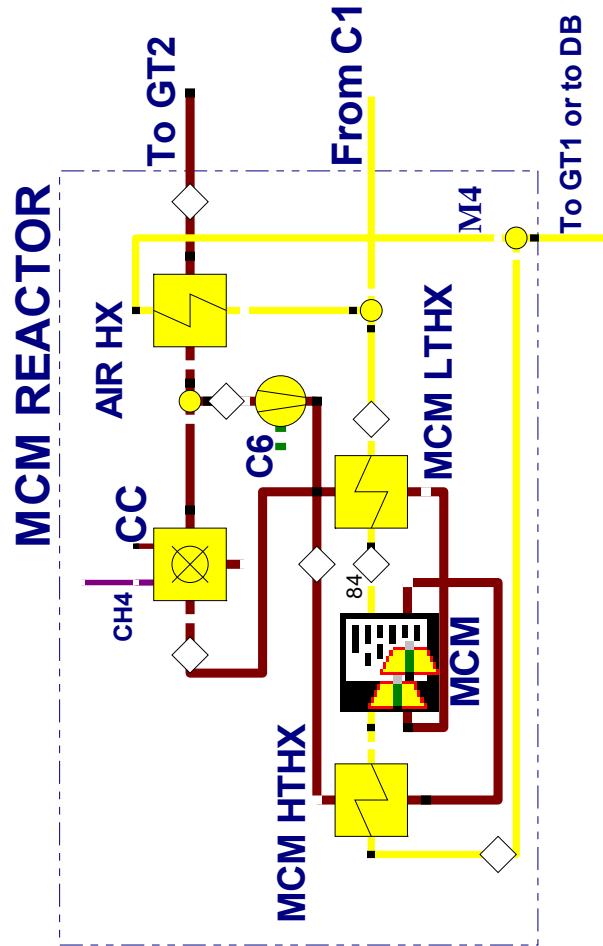 MCM REACTOR
To GT2
From C1
To GT1 or to DB
AIR HX
M4
CC
CH4
C6
MCM LTHX
84
MCM
MCM HTHX